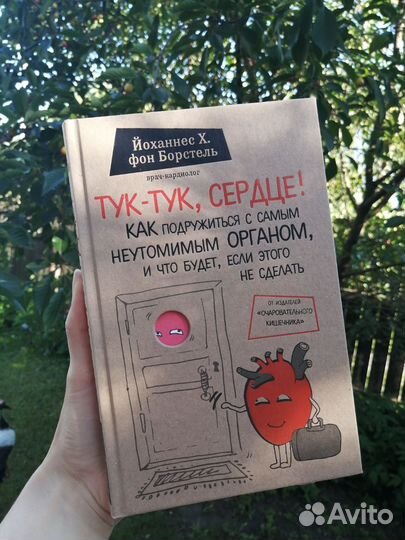 Йоханнес Х.
фон Борстель
врач-кардиолог
ТУК-ТУК, СЕРДЦЕ!
КАК ПОДРУЖИТЬСЯ С САМЫМ
НЕУТОМИМЫМ ОРГАНОМ,
И ЧТО БУДЕТ, ЕСЛИ ЭТОГО
НЕ СДЕЛАТЬ
ОТ ИЗДАТЕЛЕЙ
«ОЧАРОВАТЕЛЬНОГО
КИШЕЧНИКА»
Avito